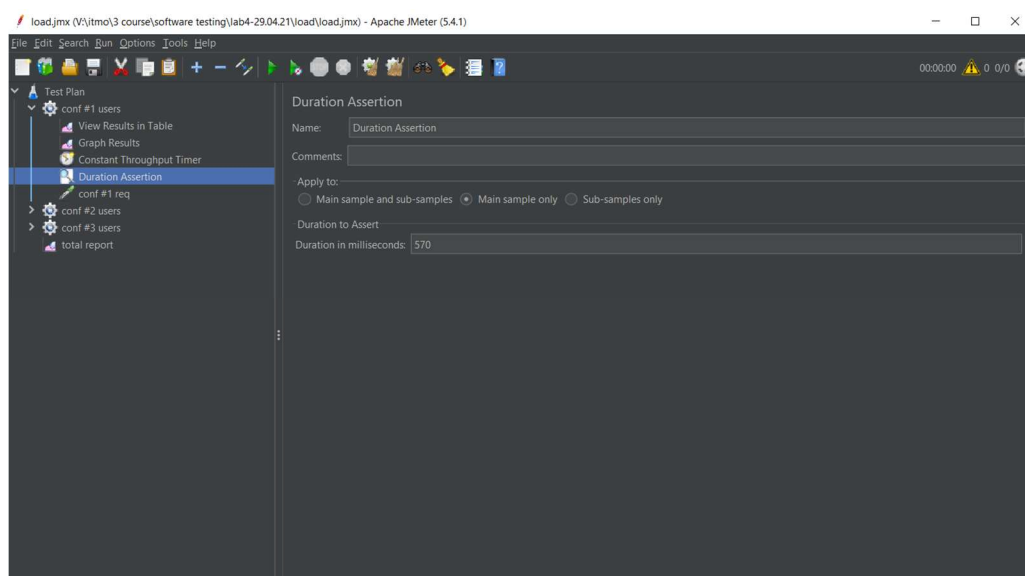 load.jmx (V:\itmo\3 course\software testing\lab4-29.04.21\load\load.jmx) - Apache JMeter (5.4.1)
File Edit Search Run Options Tools Help
00:00:00 0 0/0
Test Plan
conf #1 users
View Results in Table
Graph Results
Constant Throughput Timer
Duration Assertion
conf #1 req
conf #2 users
conf #3 users
total report
Duration Assertion
Name: Duration Assertion
Comments:
Apply to:
Main sample and sub-samples Main sample only Sub-samples only
Duration to Assert
Duration in milliseconds: 570